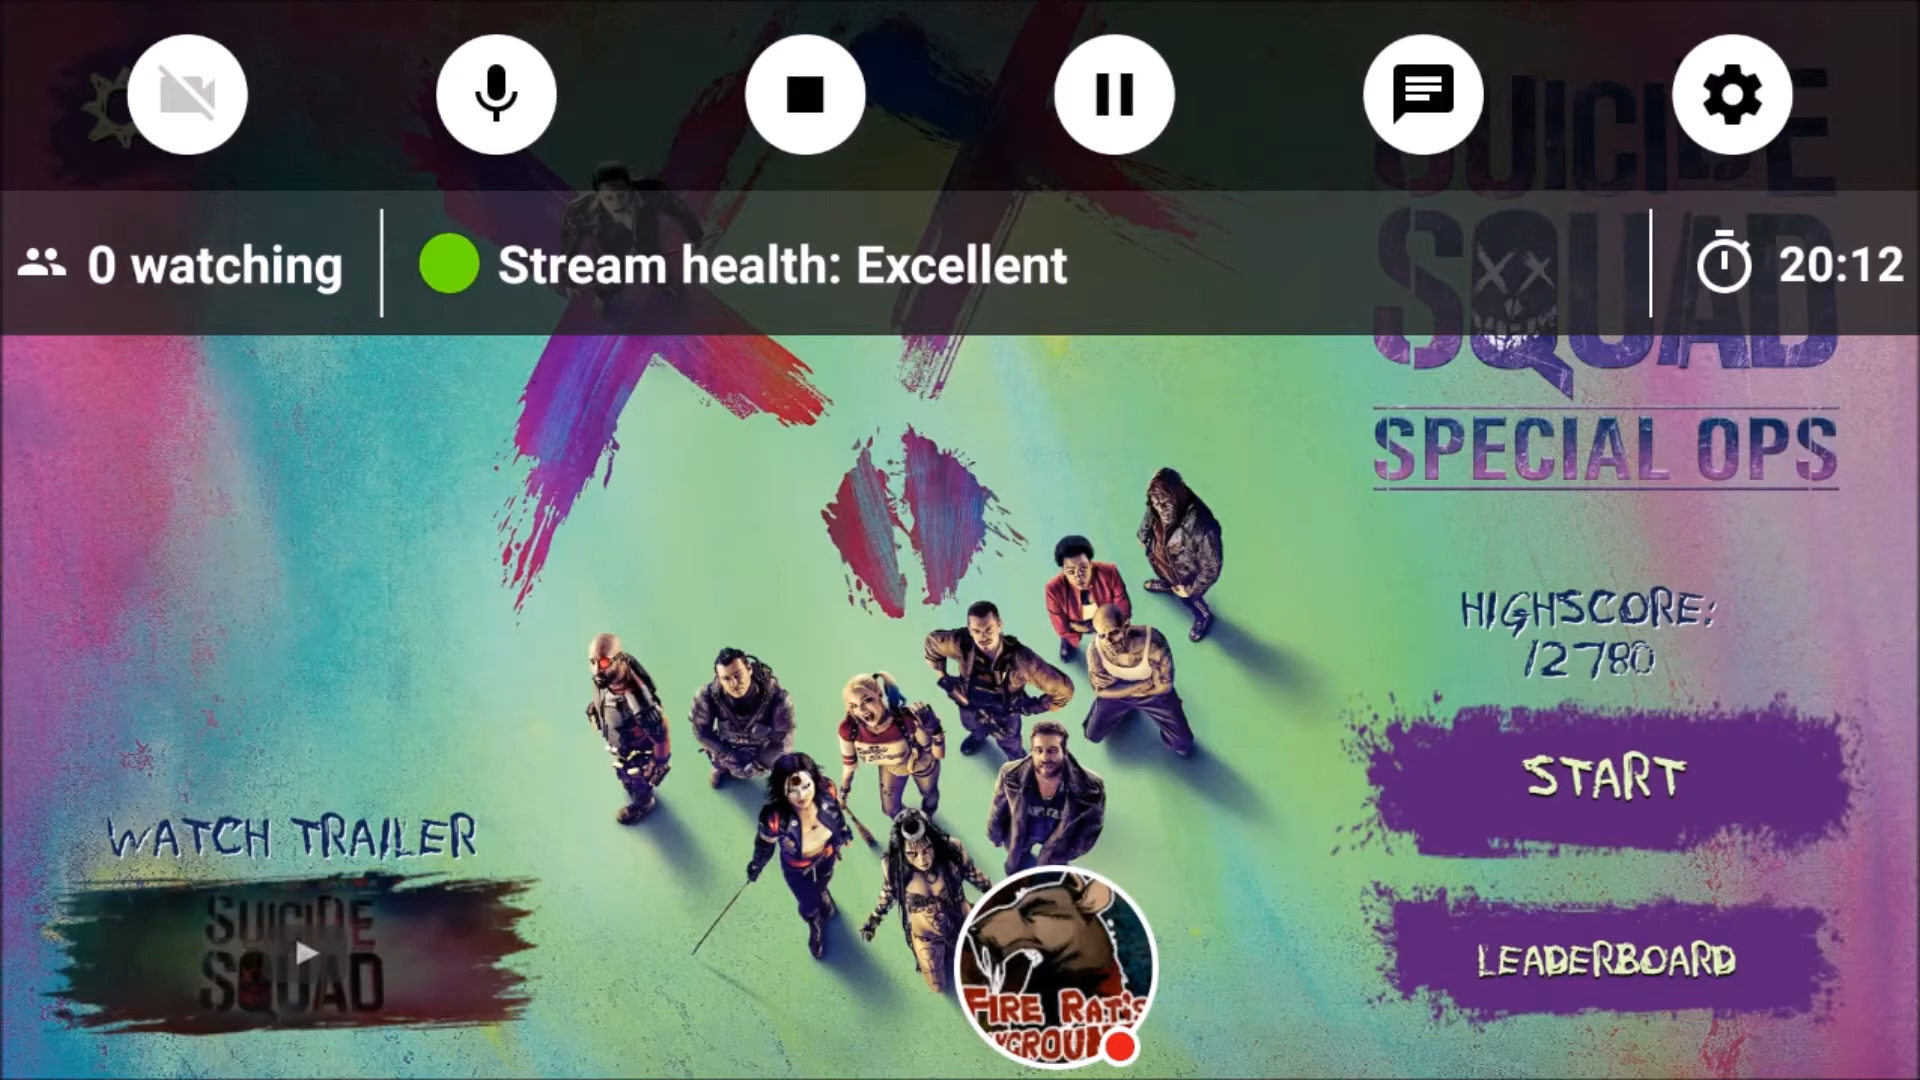 0 watching
Stream health: Excellent
20:12
SUICIDE
SQUAD
SPECIAL OPS
HIGHSCORE:
12780
START
LEADERBOARD
WATCH TRAILER
SUICIDE
SQUAD
FIRE RAT'S